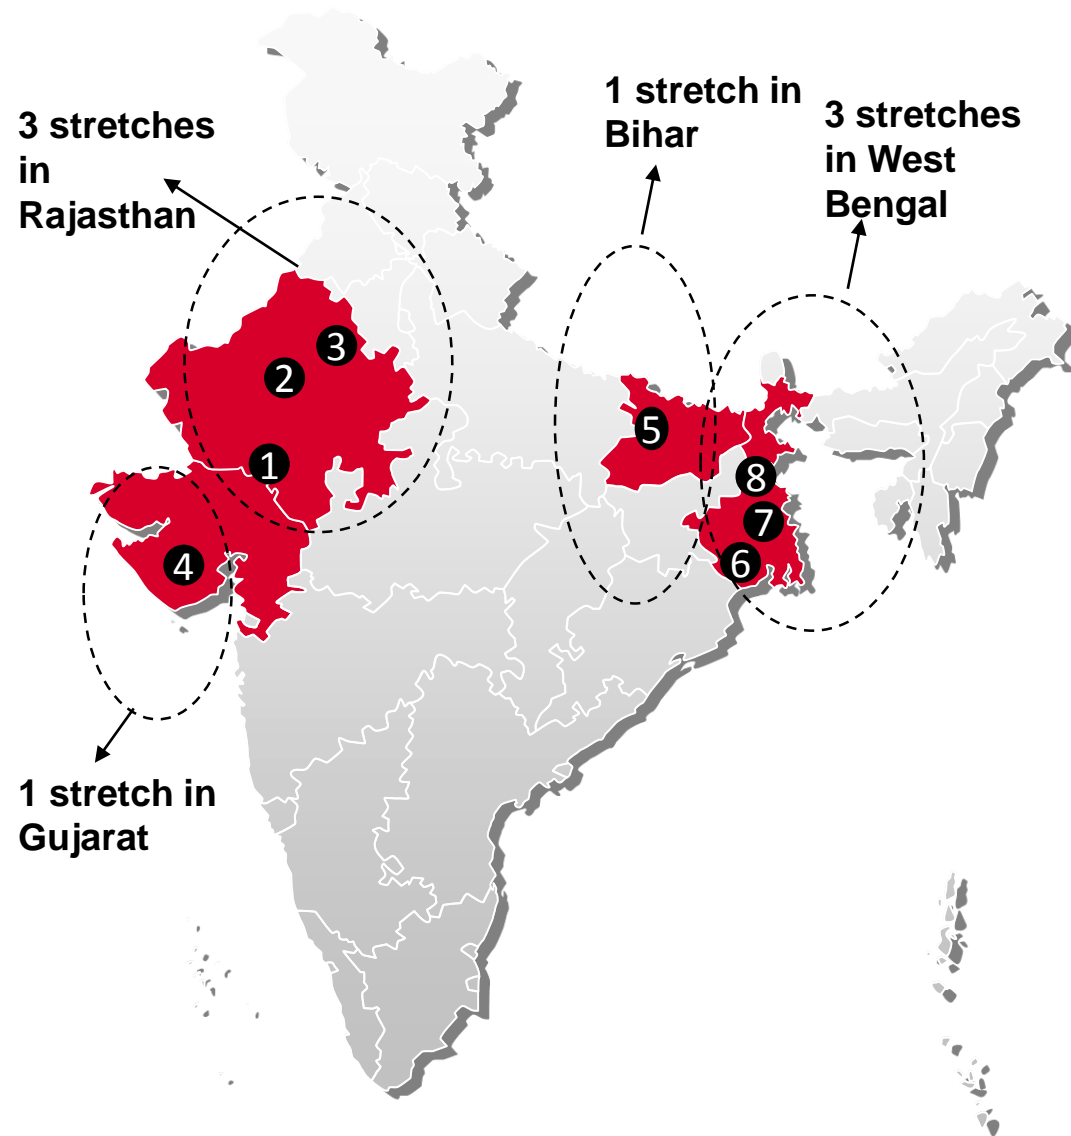 3 stretches
in
Rajasthan
1 stretch in
Bihar
3 stretches
in West
Bengal
3
2
1
4
5
8
7
6
1 stretch in
Gujarat